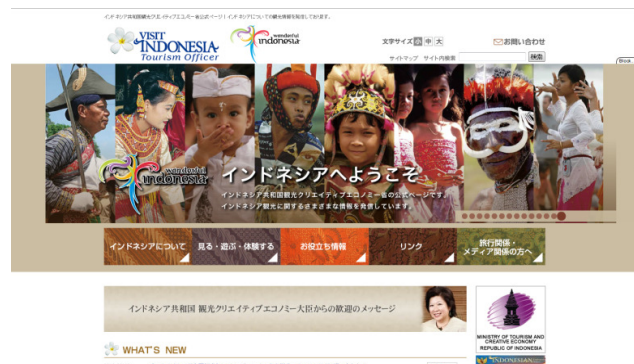 インドネシア共和国観光クリエイティブエコノミー省公式ページ | インドネシアについての観光情報を発信しております。
VISIT
INDONESIA
Tourism Officer
wonderful
indonesia
文字サイズ 小 中 大
お問い合わせ
サイトマップ サイト内検索
検索
wonderful
indonesia
インドネシアへようこそ
インドネシア共和国観光クリエイティブエコノミー省の公式ページです。
インドネシア観光に関するさまざまな情報を発信しています。
インドネシアについて
見る・遊ぶ・体験する
お役立ち情報
リンク
旅行関係・
メディア関係の方へ
インドネシア共和国 観光クリエイティブエコノミー大臣からの歓迎のメッセージ
MINISTRY OF TOURISM AND
CREATIVE ECONOMY
REPUBLIC OF INDONESIA
WHAT'S NEW
INDONESIAN